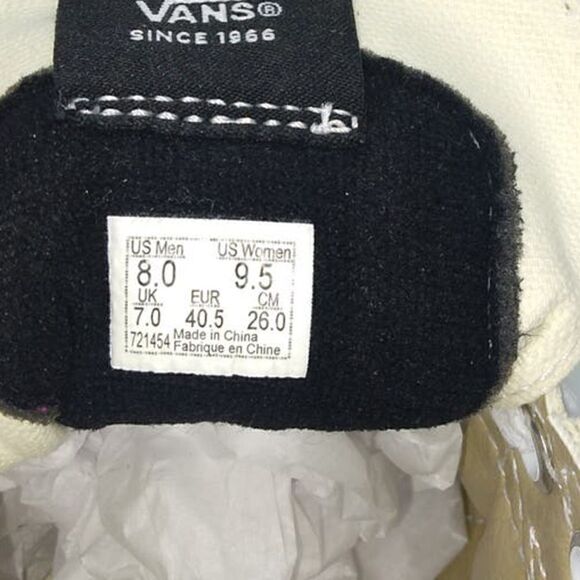 VANS®
SINCE 1966
US Men US Women
8.0 9.5
UK EUR CM
7.0 40.5 26.0
721454 Made in China
Fabrique en Chine